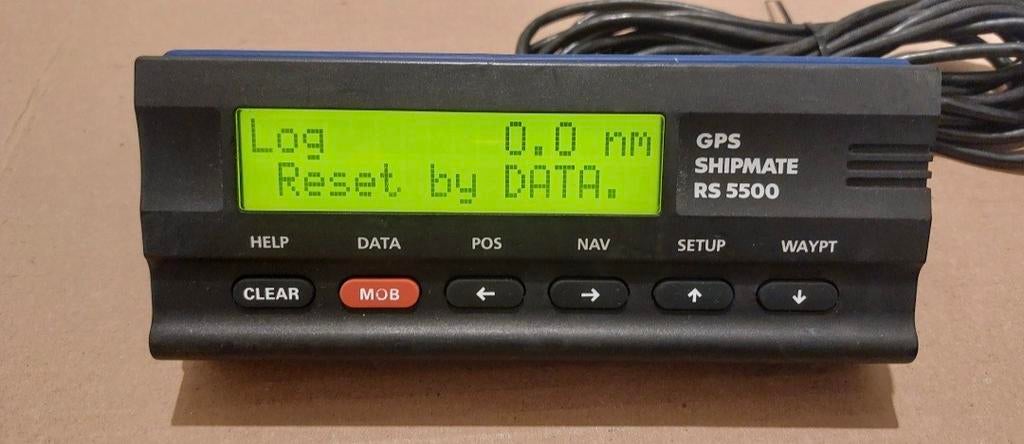 Log 0.0 nm
Reset by DATA.
GPS
SHIPMATE
RS 5500
HELP DATA POS NAV SETUP WAYPT
CLEAR MOB ← → ↑ ↓